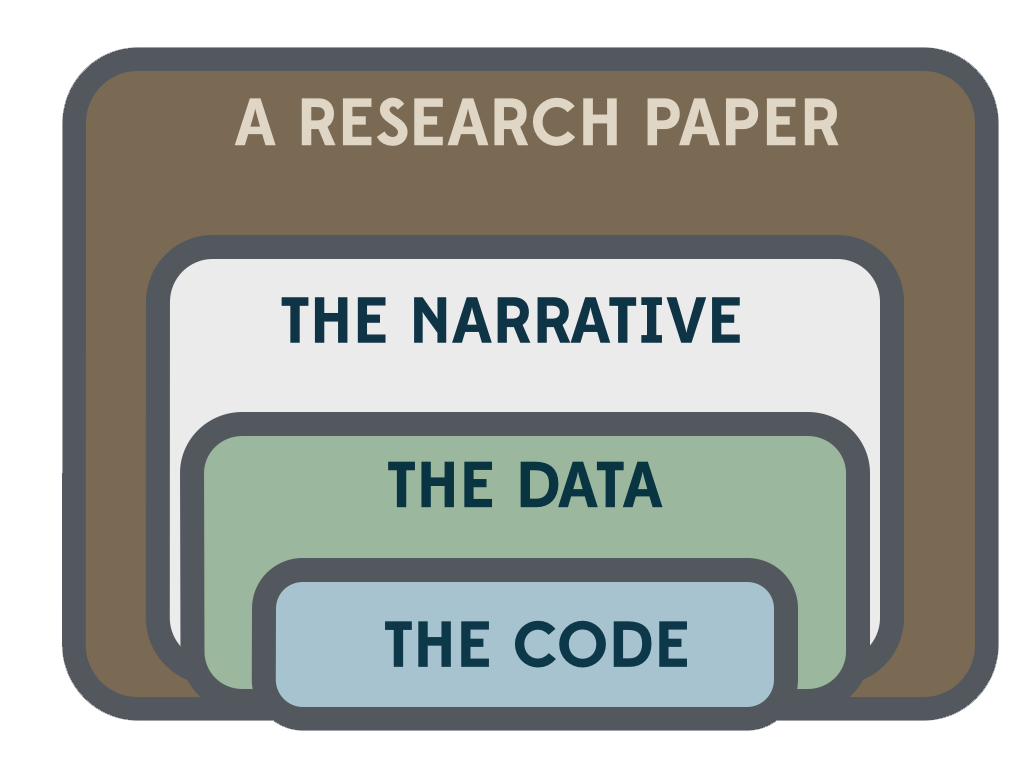 A RESEARCH PAPER
THE NARRATIVE
THE DATA
THE CODE